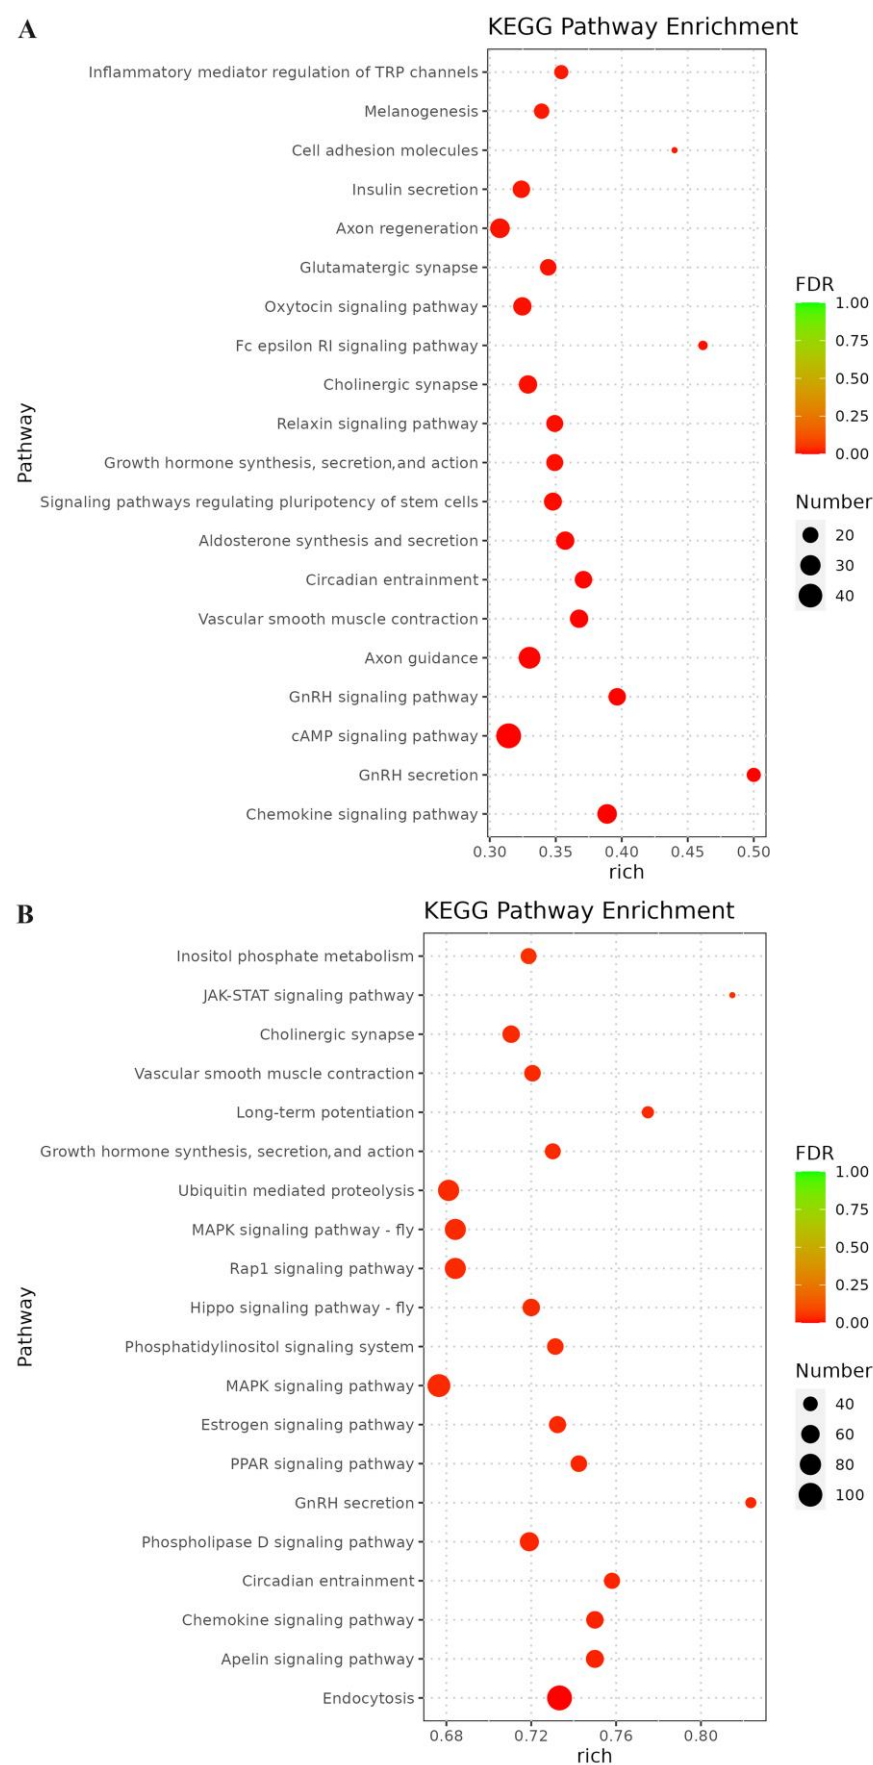 A
KEGG Pathway Enrichment
Inflammatory mediator regulation of TRP channels
Melanogenesis
Cell adhesion molecules
Insulin secretion
Axon regeneration
Glutamatergic synapse
Oxytocin signaling pathway
Fc epsilon RI signaling pathway
Cholinergic synapse
Relaxin signaling pathway
Growth hormone synthesis, secretion,and action
Signaling pathways regulating pluripotency of stem cells
Aldosterone synthesis and secretion
Circadian entrainment
Vascular smooth muscle contraction
Axon guidance
GnRH signaling pathway
cAMP signaling pathway
GnRH secretion
Chemokine signaling pathway
Pathway
0.30 0.35 0.40 0.45 0.50
rich
FDR
1.00
0.75
0.50
0.25
0.00
Number
20
30
40
B
KEGG Pathway Enrichment
Inositol phosphate metabolism
JAK-STAT signaling pathway
Cholinergic synapse
Vascular smooth muscle contraction
Long-term potentiation
Growth hormone synthesis, secretion,and action
Ubiquitin mediated proteolysis
MAPK signaling pathway - fly
Rap1 signaling pathway
Hippo signaling pathway - fly
Phosphatidylinositol signaling system
MAPK signaling pathway
Estrogen signaling pathway
PPAR signaling pathway
GnRH secretion
Phospholipase D signaling pathway
Circadian entrainment
Chemokine signaling pathway
Apelin signaling pathway
Endocytosis
Pathway
0.68 0.72 0.76 0.80
rich
FDR
1.00
0.75
0.50
0.25
0.00
Number
40
60
80
100